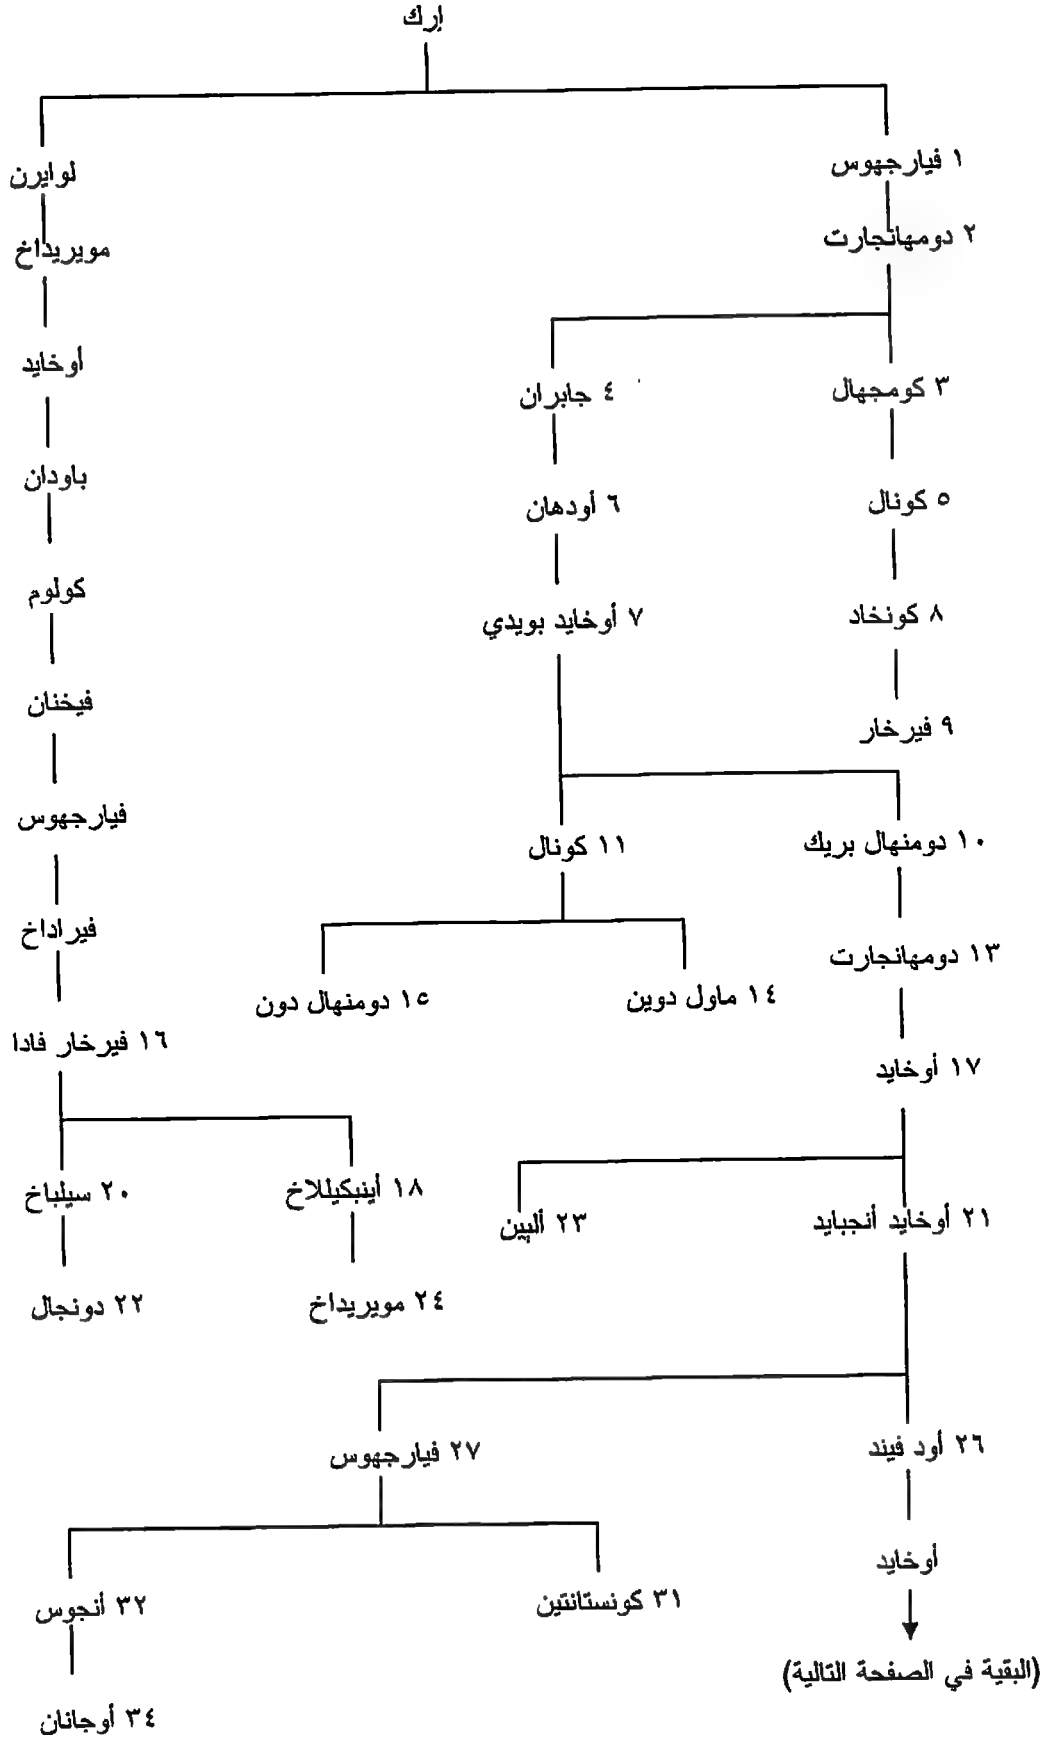 إرك
١ فيارجهوس
لوايرن
٢ دومهانجارت
مويريداخ
أوخايد
٣ كومجهال
٤ جابران
باودان
٥ كونال
٦ أودهان
كولوم
٨ كونخاد
٧ أوخايد بويدي
فيخنان
٩ فيرخار
فيارجهوس
١٠ دومنهال بريك
١١ كونال
فيراداخ
١٣ دومهانجارت
١٤ ماول دوين
١٥ دومنهال دون
١٦ فيرخار فادا
١٧ أوخايد
١٨ أينبكيللاخ
٢٠ سيلباخ
٢١ أوخايد أنجبايد
٢٣ ألبين
٢٤ مويريداخ
٢٢ دونجال
٢٦ أود فيند
٢٧ فيارجهوس
أوخايد
٣١ كونستانتين
٣٢ أنجوس
(البقية في الصفحة التالية)
٣٤ أوجانان